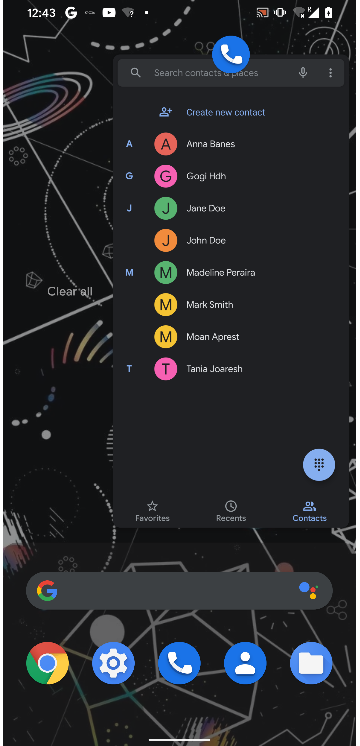 12:43
Search contacts & places
Create new contact
A
A
Anna Banes
G
G
Gogi Hdh
J
J
Jane Doe
J
John Doe
M
M
Madeline Peraira
M
Mark Smith
M
Moan Aprest
T
T
Tania Joaresh
Clear all
Favorites
Recents
Contacts